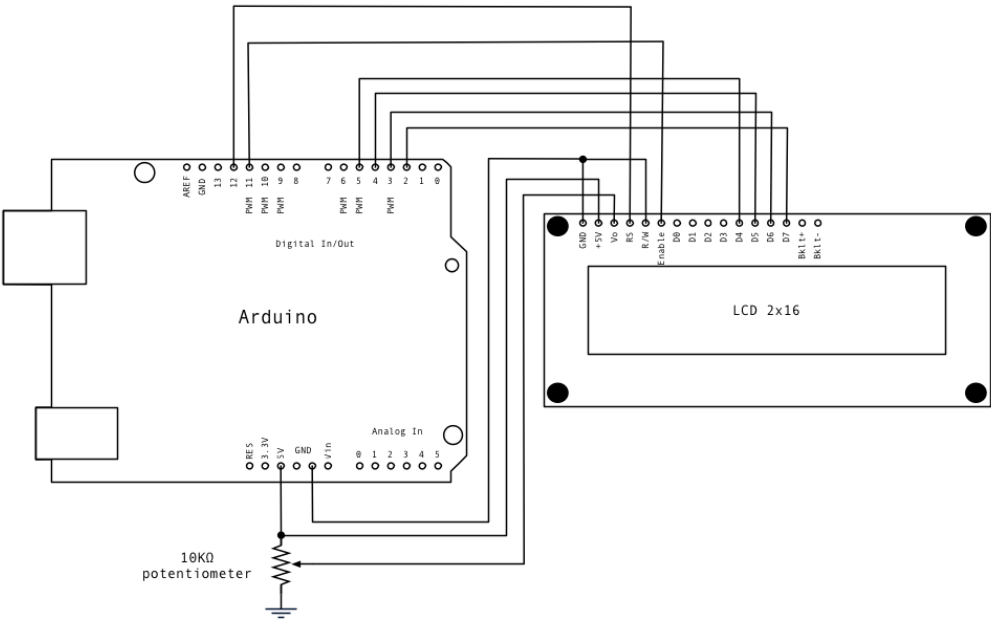 AREF GND 13 12 11 10 9 8 7 6 5 4 3 2 1 0
PWM PWM PWM PWM PWM PWM
Digital In/Out
Arduino
GND +5V Vo RS R/W Enable D0 D1 D2 D3 D4 D5 D6 D7 Bklt+ Bklt-
LCD 2x16
Analog In
RES 3.3V 5V GND Vin 0 1 2 3 4 5
10KΩ
potentiometer